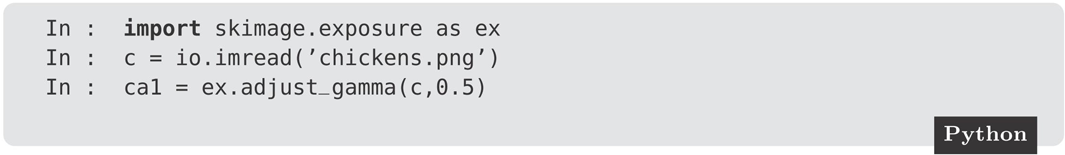 In :  import skimage.exposure as ex
In :  c = io.imread(’chickens.png’)
In :  ca1 = ex.adjust_gamma(c,0.5)
Python